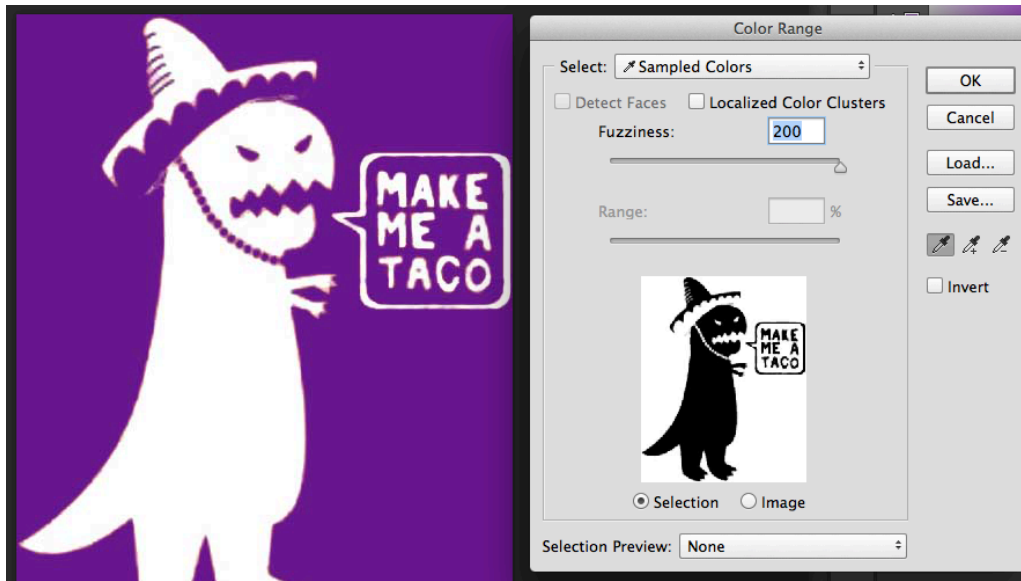 MAKE
ME A
TACO
Color Range
Select: Sampled Colors
Detect Faces Localized Color Clusters
Fuzziness: 200
Range: %
MAKE
ME A
TACO
Selection Image
Selection Preview: None
OK
Cancel
Load...
Save...
Invert